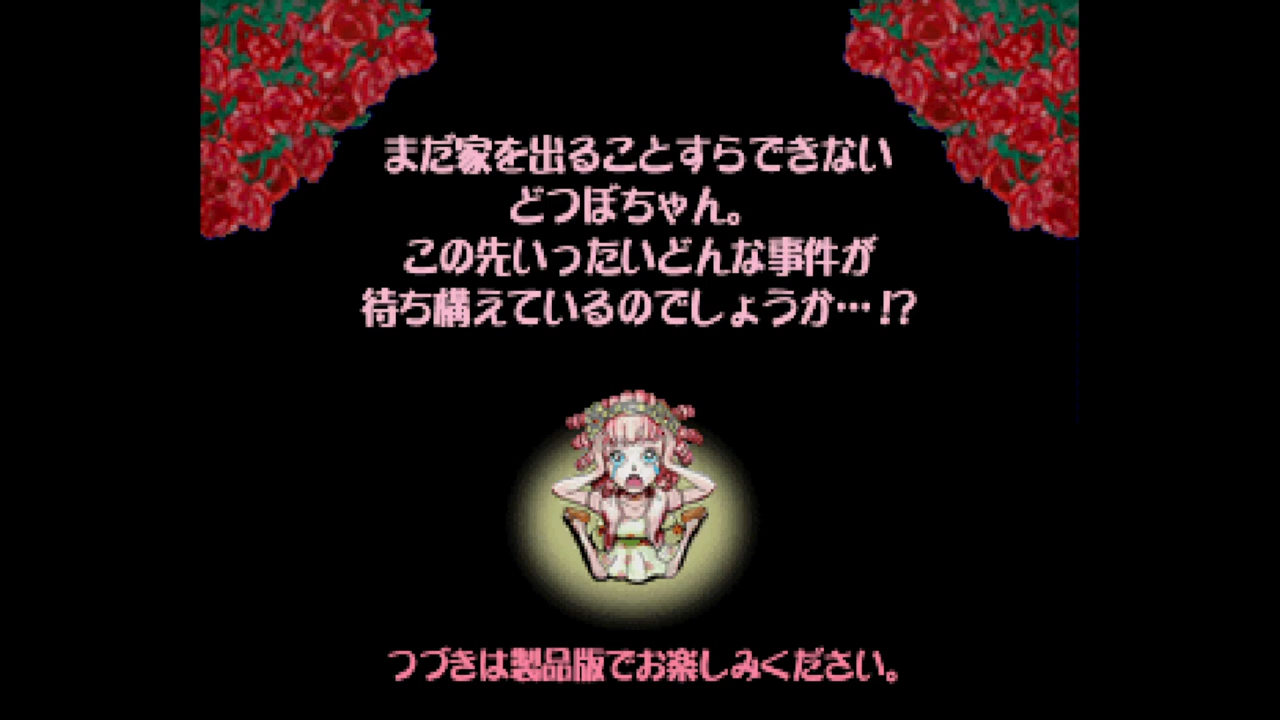 まだ家を出ることすらできない
どつぼちゃん。
この先いったいどんな事件が
待ち構えているのでしょうか…!?
つづきは製品版でお楽しみください。